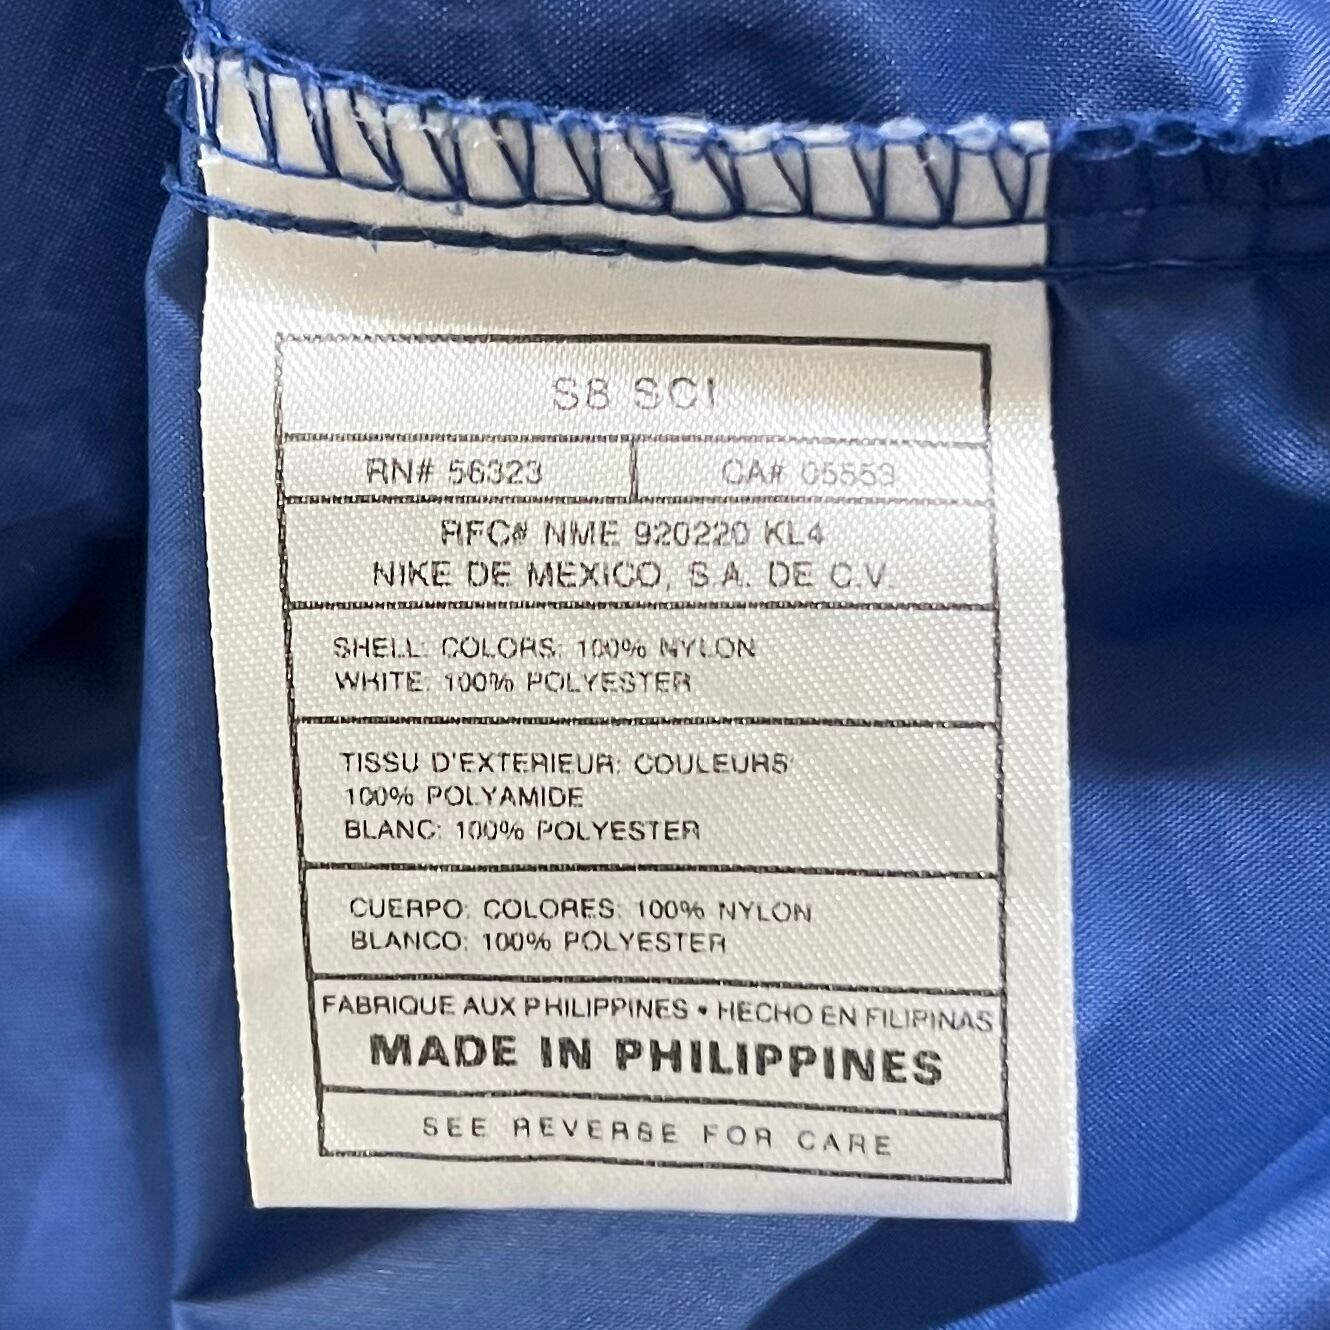 S8 SCI
RN# 56323 CA# 05553
RFC# NME 920220 KL4
NIKE DE MEXICO, S.A. DE C.V.
SHELL: COLORS: 100% NYLON
WHITE: 100% POLYESTER
TISSU D'EXTERIEUR: COULEURS:
100% POLYAMIDE
BLANC: 100% POLYESTER
CUERPO: COLORES: 100% NYLON
BLANCO: 100% POLYESTER
FABRIQUE AUX PHILIPPINES • HECHO EN FILIPINAS
MADE IN PHILIPPINES
SEE REVERSE FOR CARE